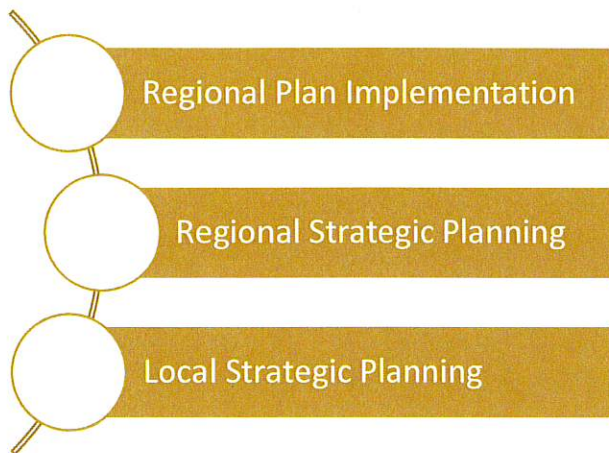 Regional Plan Implementation
Regional Strategic Planning
Local Strategic Planning